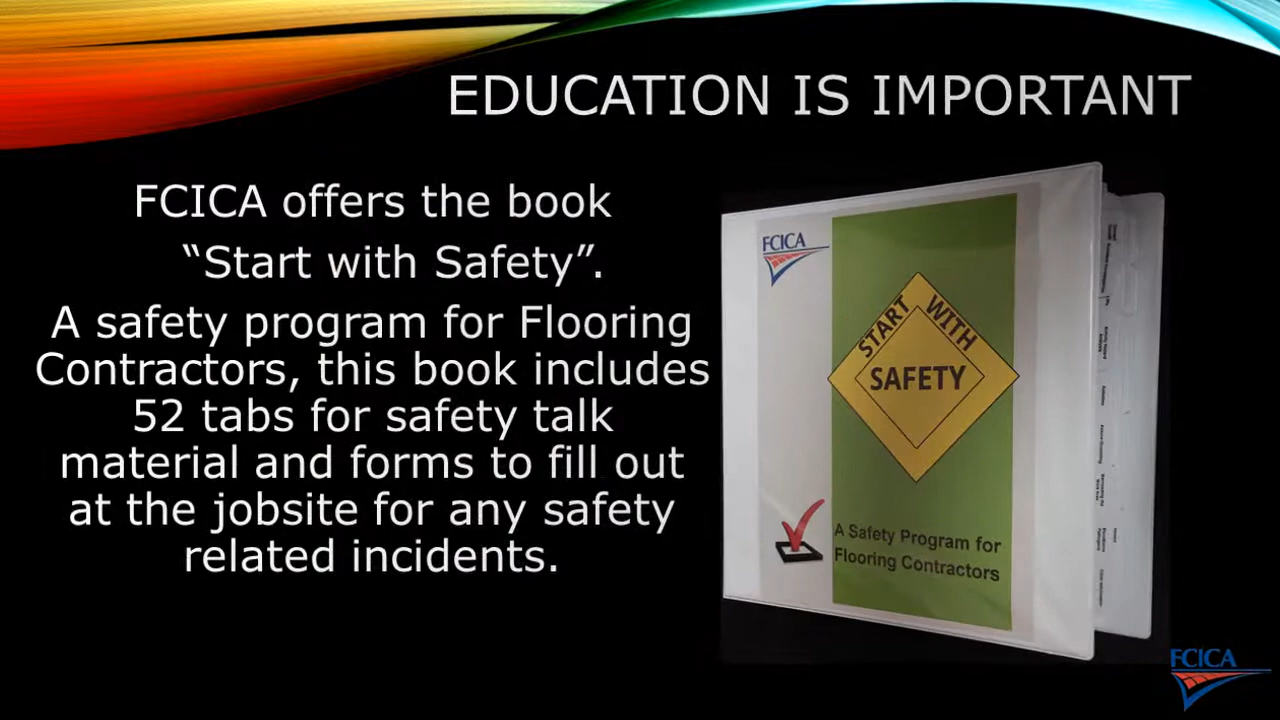 EDUCATION IS IMPORTANT
FCICA offers the book
“Start with Safety”.
A safety program for Flooring
Contractors, this book includes
52 tabs for safety talk
material and forms to fill out
at the jobsite for any safety
related incidents.
FCICA
START WITH
SAFETY
A Safety Program for
Flooring Contractors
FCICA